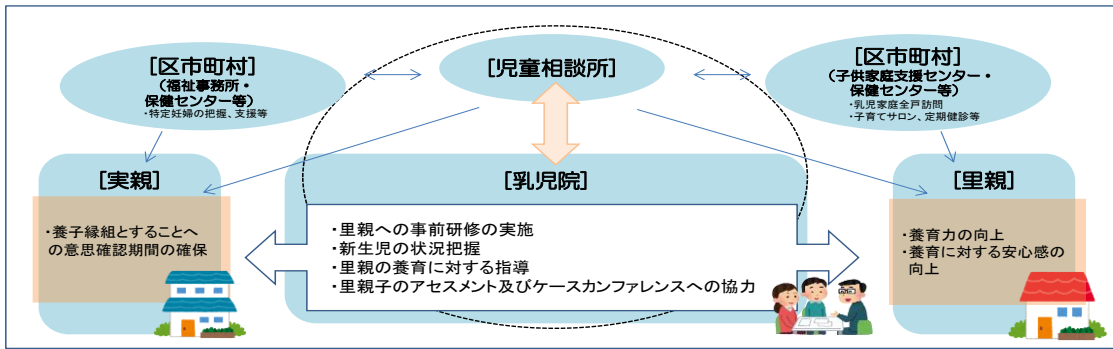 [区市町村]
(福祉事務所・
保健センター等)
・特定妊婦の把握、支援等
[児童相談所]
[区市町村]
(子供家庭支援センター・
保健センター等)
・乳児家庭全戸訪問
・子育てサロン、定期健診等
[実親]
・養子縁組とすることへ
の意思確認期間の確保
[乳児院]
・里親への事前研修の実施
・新生児の状況把握
・里親の養育に対する指導
・里親子のアセスメント及びケースカンファレンスへの協力
[里親]
・養育力の向上
・養育に対する安心感の
向上